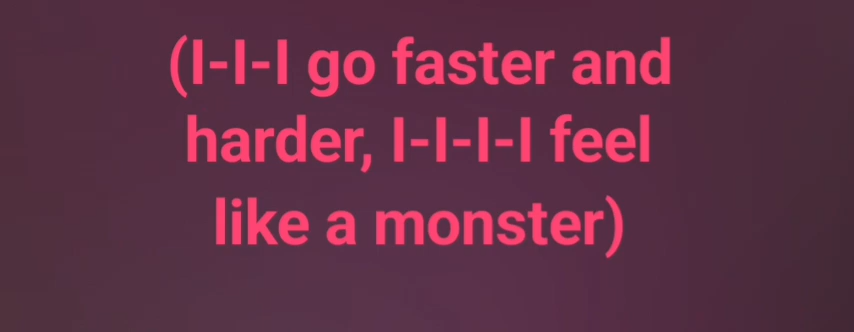 (I-I-I go faster and
harder, I-I-I-I feel
like a monster)